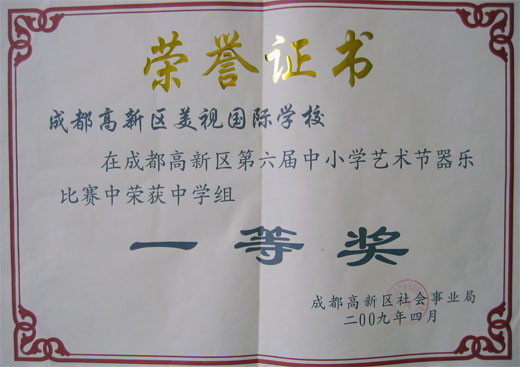 荣誉证书
成都高新区美视国际学校
在成都高新区第六届中小学艺术节器乐
比赛中荣获中学组
一等奖
成都高新区社会事业局
二00九年四月